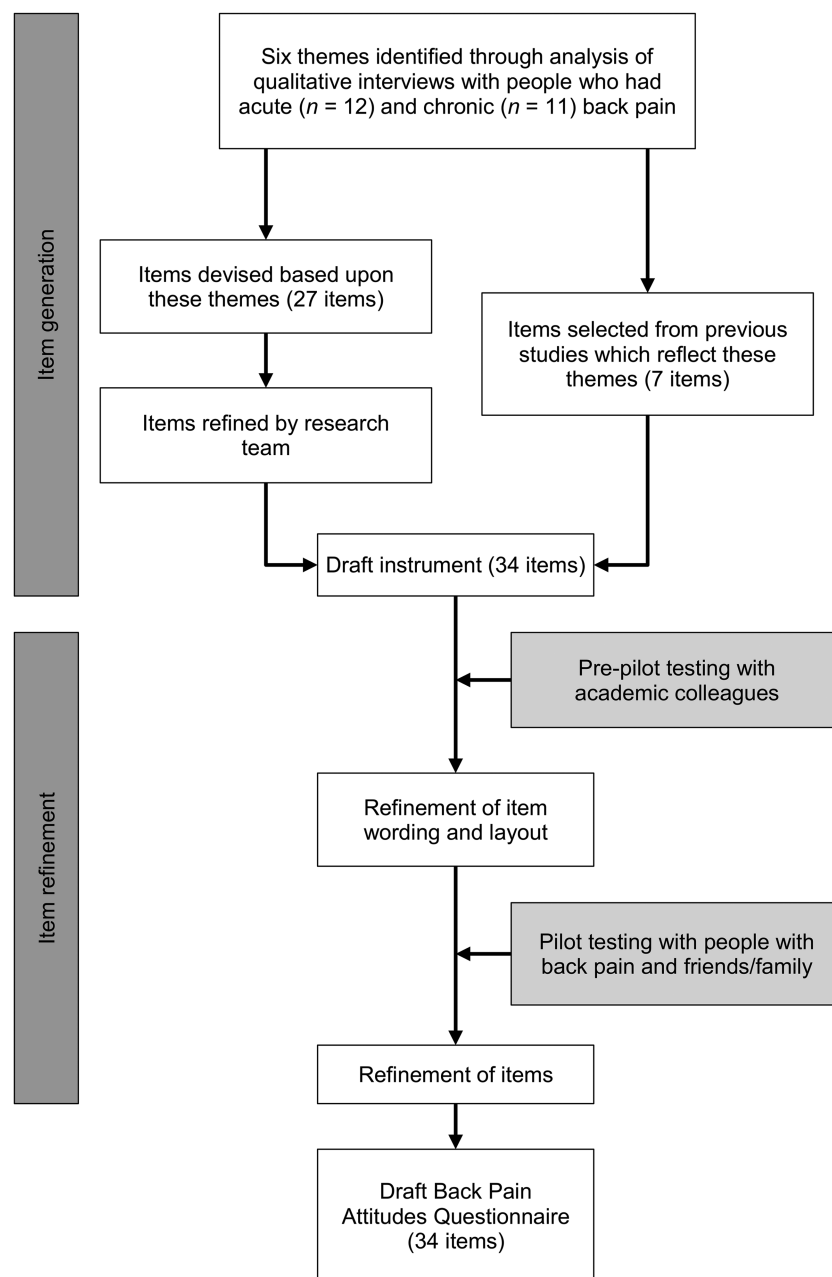 Item generation
Six themes identified through analysis of
qualitative interviews with people who had
acute (n = 12) and chronic (n = 11) back pain
Items devised based upon
these themes (27 items)
Items selected from previous
studies which reflect these
themes (7 items)
Items refined by research
team
Draft instrument (34 items)
Item refinement
Pre-pilot testing with
academic colleagues
Refinement of item
wording and layout
Pilot testing with people with
back pain and friends/family
Refinement of items
Draft Back Pain
Attitudes Questionnaire
(34 items)